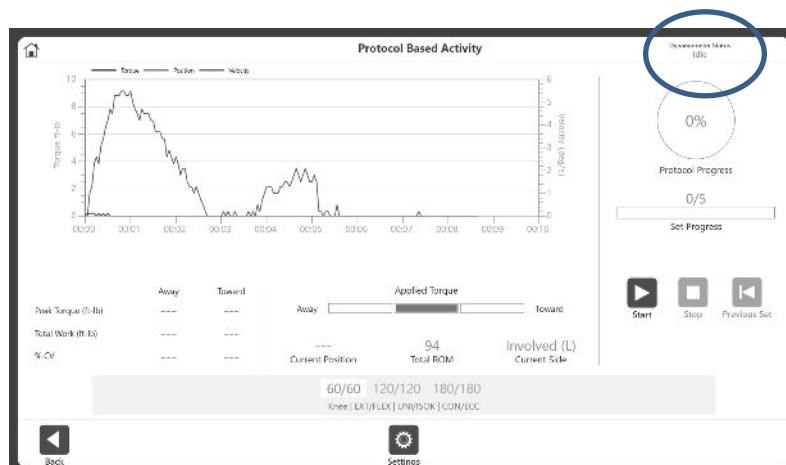 Protocol Based Activity
Dynamometer Status
Idle
Torque Position Velocity
10
8
6
4
2
0
Torque ft-lb
6
5
4
3
2
1
0
Velocity (deg/s)
00:00 00:01 00:02 00:03 00:04 00:05 00:06 00:07 00:08 00:09 00:10
0%
Protocol Progress
0/5
Set Progress
Start Stop Previous Set
Away Toward
Peak Torque (ft-lb) --- ---
Total Work (ft-lb) --- ---
% CV --- ---
Applied Torque
Away Toward
--- 94 Involved (L)
Current Position Total ROM Current Side
60/60 120/120 180/180
Knee | EXT/FLEX | UNI/ISOK | CON/ECC
Back Settings